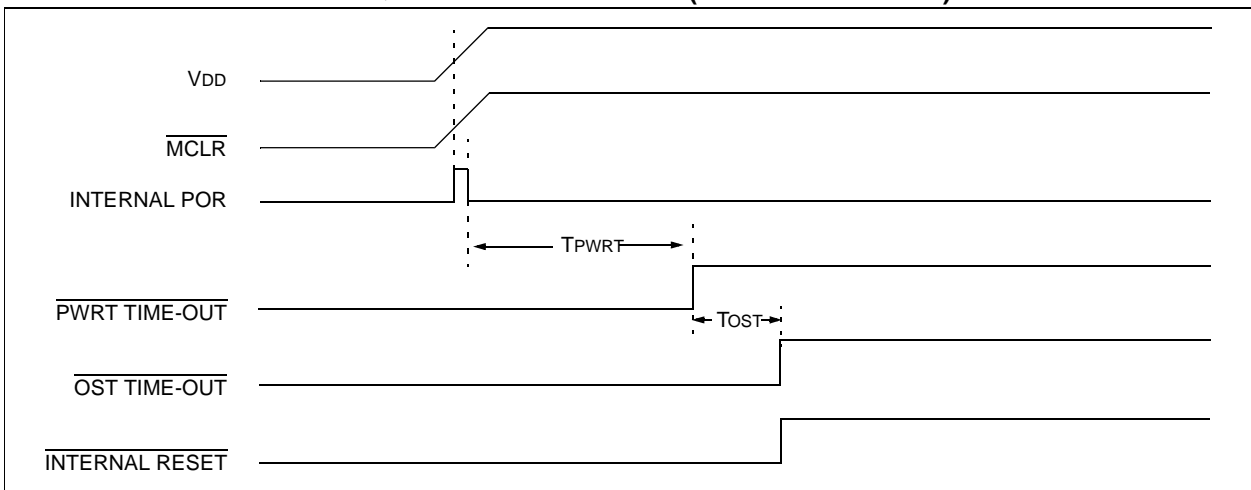 VDD
MCLR
INTERNAL POR
TPWRT
PWRT TIME-OUT
TOST
OST TIME-OUT
INTERNAL RESET